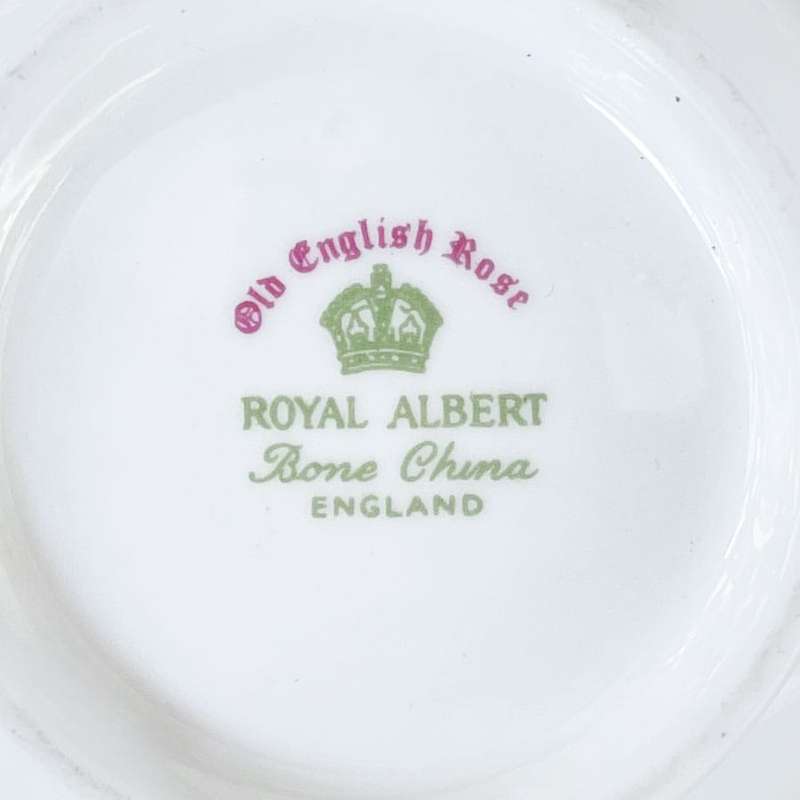 Old English Rose
ROYAL ALBERT
Bone China
ENGLAND